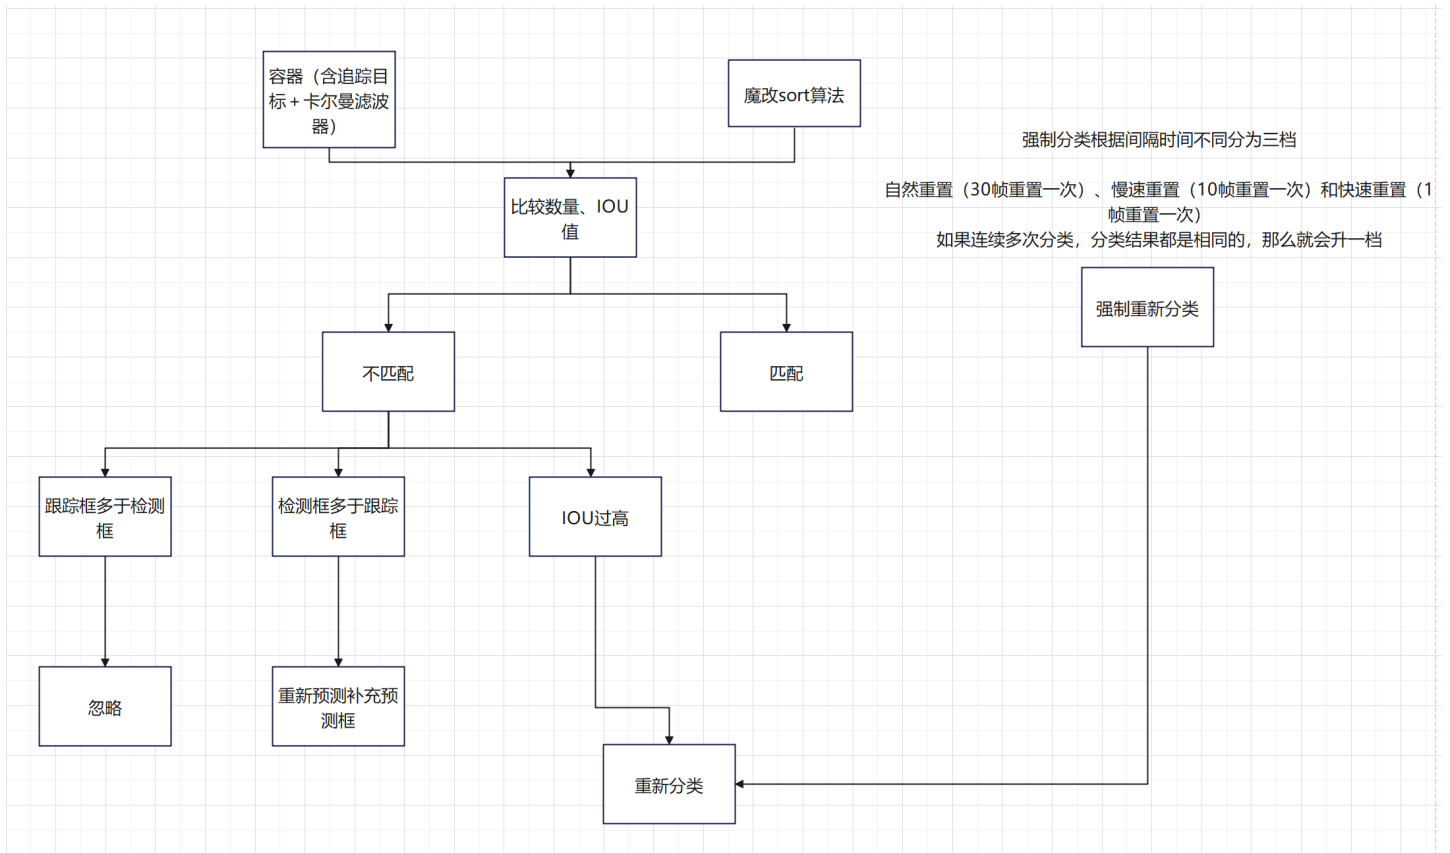 容器（含追踪目
标＋卡尔曼滤波
器）
魔改sort算法
强制分类根据间隔时间不同分为三档
自然重置（30帧重置一次）、慢速重置（10帧重置一次）和快速重置（1
帧重置一次）
如果连续多次分类，分类结果都是相同的，那么就会升一档
比较数量、IOU
值
强制重新分类
不匹配
匹配
跟踪框多于检测
框
检测框多于跟踪
框
IOU过高
忽略
重新预测补充预
测框
重新分类